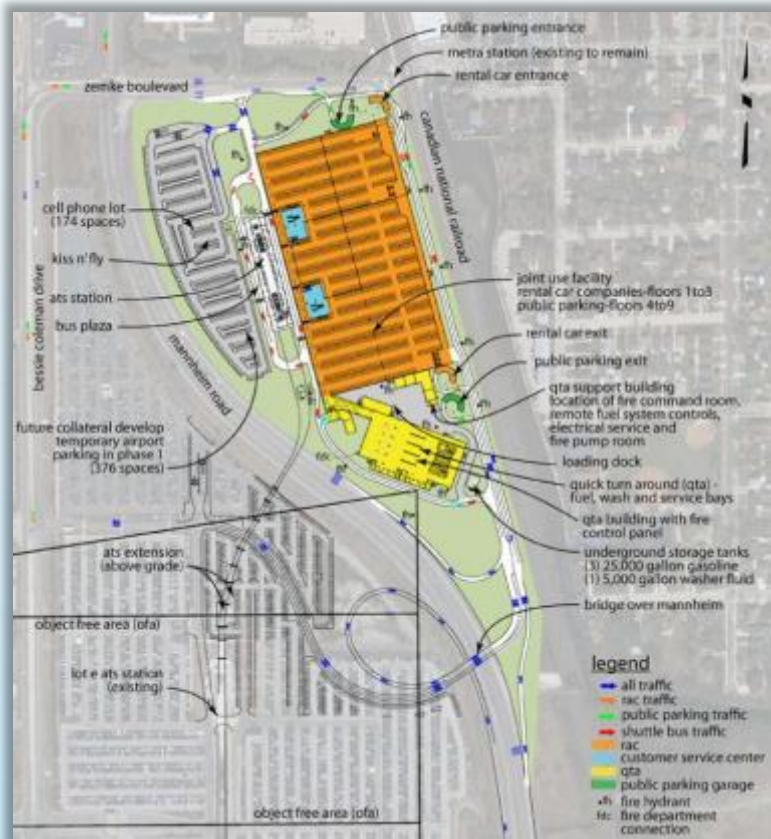 public parking entrance
metra station (existing to remain)
rental car entrance
zemke boulevard
canadian national railroad
cell phone lot
(174 spaces)
kiss n' fly
ats station
bus plaza
bessie coleman drive
mannheim road
joint use facility
rental car companies-floors 1to3
public parking-floors 4to9
rental car exit
public parking exit
qta support building
location of fire command room,
remote fuel system controls,
electrical service and
fire pump room
future collateral develop
temporary airport
parking in phase 1
(376 spaces)
loading dock
quick turn around (qta) -
fuel, wash and service bays
qta building with fire
control panel
ats extension
(above grade)
underground storage tanks
(3) 25,000 gallon gasoline
(1) 5,000 gallon washer fluid
bridge over mannheim
object free area (ofa)
lot e ats station
(existing)
object free area (ofa)
legend
all traffic
rac traffic
public parking traffic
shuttle bus traffic
rac
customer service center
qta
public parking garage
fh fire hydrant
fdc fire department
connection